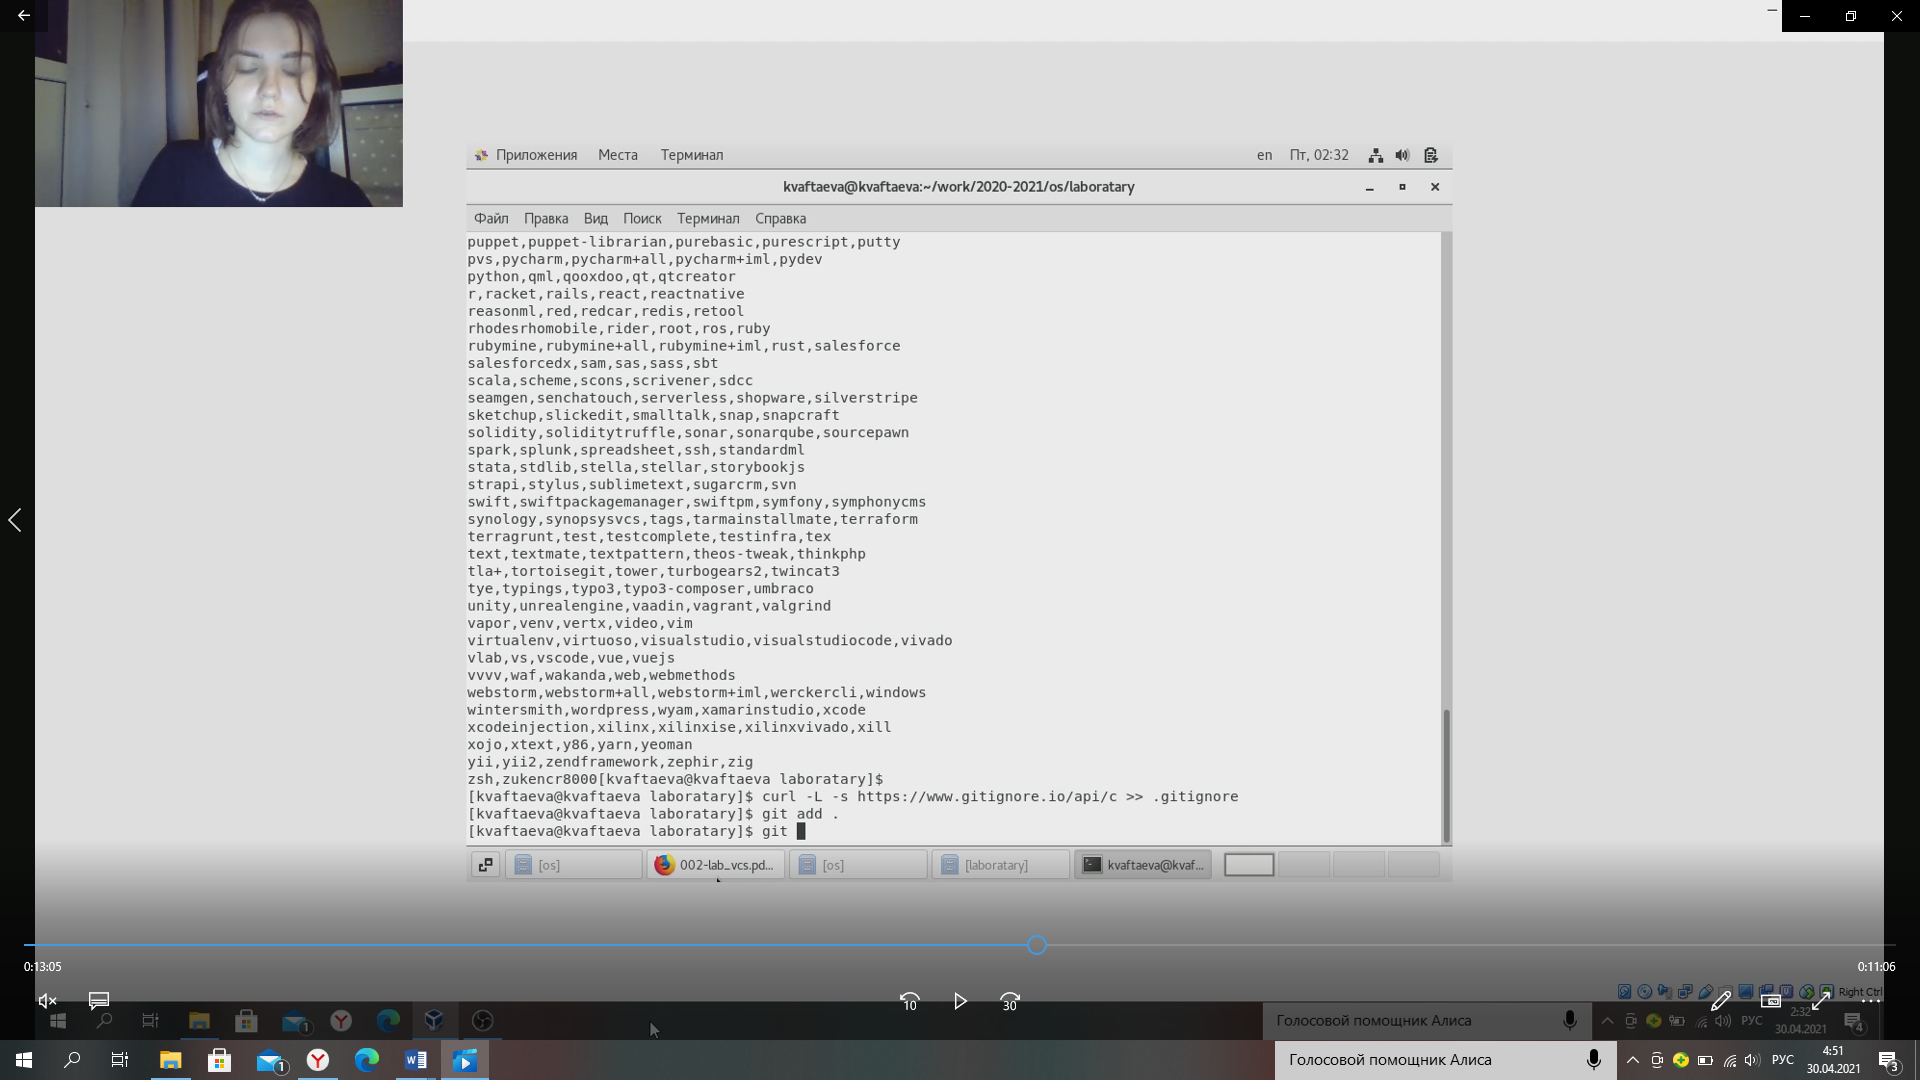 Приложения Места Терминал en Пт, 02:32
kvaftaeva@kvaftaeva:~/work/2020-2021/os/laboratary
Файл Правка Вид Поиск Терминал Справка
puppet,puppet-librarian,purebasic,purescript,putty
pvs,pycharm,pycharm+all,pycharm+iml,pydev
python,qml,qooxdoo,qt,qtcreator
r,racket,rails,react,reactnative
reasonml,red,redcar,redis,retool
rhodesrhomobile,rider,root,ros,ruby
rubymine,rubymine+all,rubymine+iml,rust,salesforce
salesforcedx,sam,sas,sass,sbt
scala,scheme,scons,scrivener,sdcc
seamgen,senchatouch,serverless,shopware,silverstripe
sketchup,slickedit,smalltalk,snap,snapcraft
solidity,soliditytruffle,sonar,sonarqube,sourcepawn
spark,splunk,spreadsheet,ssh,standardml
stata,stdlib,stella,stellar,storybookjs
strapi,stylus,sublimetext,sugarcrm,svn
swift,swiftpackagemanager,swiftpm,symfony,symphonycms
synology,synopsysvcs,tags,tarmainstallmate,terraform
terragrunt,test,testcomplete,testinfra,tex
text,textmate,textpattern,theos-tweak,thinkphp
tla+,tortoisegit,tower,turbogears2,twincat3
tye,typings,typo3,typo3-composer,umbraco
unity,unrealengine,vaadin,vagrant,valgrind
vapor,venv,vertx,video,vim
virtualenv,virtuoso,visualstudio,visualstudiocode,vivado
vlab,vs,vscode,vue,vuejs
vvvv,waf,wakanda,web,webmethods
webstorm,webstorm+all,webstorm+iml,werckercli,windows
wintersmith,wordpress,wyam,xamarinstudio,xcode
xcodeinjection,xilinx,xilinxise,xilinxvivado,xill
xojo,xtext,y86,yarn,yeoman
yii,yii2,zendframework,zephir,zig
zsh,zukencr8000[kvaftaeva@kvaftaeva laboratary]$
[kvaftaeva@kvaftaeva laboratary]$ curl -L -s https://www.gitignore.io/api/c >> .gitignore
[kvaftaeva@kvaftaeva laboratary]$ git add .
[kvaftaeva@kvaftaeva laboratary]$ git
[os] 002-lab_vcs.pd... [os] [laboratary] kvaftaeva@kvaf...
0:13:05 0:11:06
10 30
Right Ctrl
1 Голосовой помощник Алиса РУС 2:32
30.04.2021 4
1 Голосовой помощник Алиса РУС 4:51
30.04.2021 3